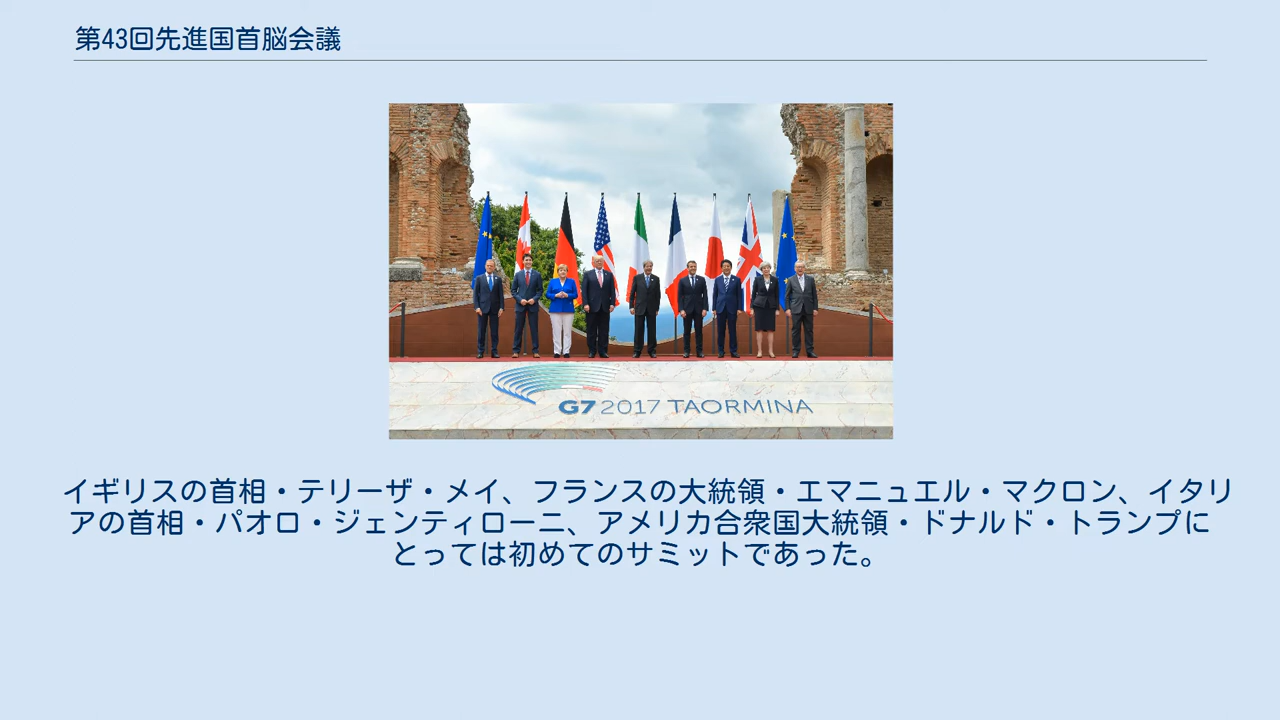 第43回先進国首脳会議
G7 2017 TAORMINA
イギリスの首相・テリーザ・メイ、フランスの大統領・エマニュエル・マクロン、イタリ
アの首相・パオロ・ジェンティローニ、アメリカ合衆国大統領・ドナルド・トランプに
とっては初めてのサミットであった。